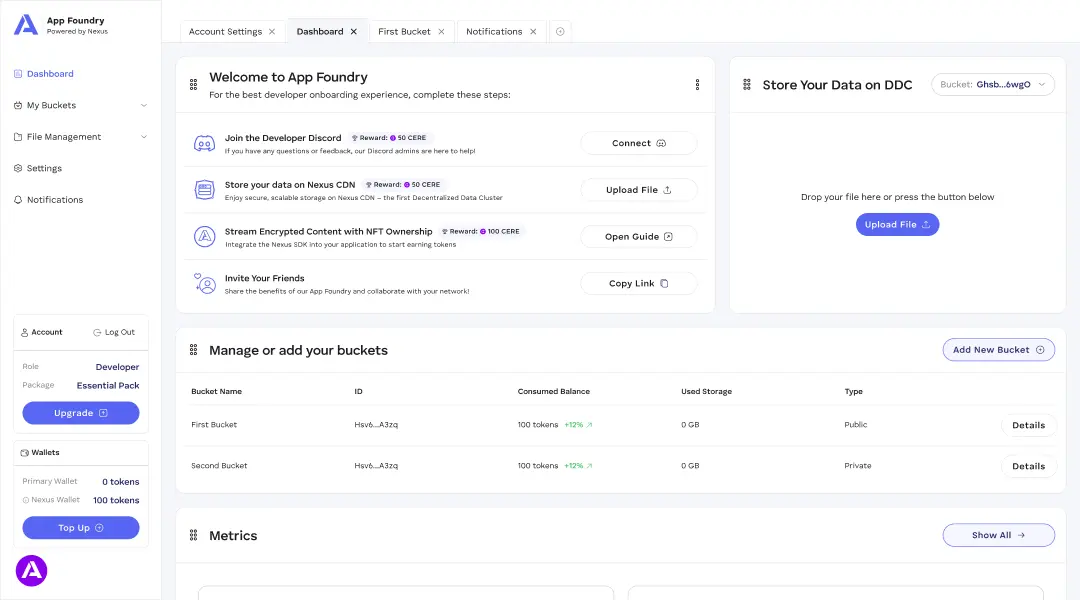 App Foundry
Powered by Nexus
Dashboard
My Buckets
File Management
Settings
Notifications
Account
Log Out
Role
Developer
Package
Essential Pack
Upgrade
Wallets
Primary Wallet
0 tokens
Nexus Wallet
100 tokens
Top Up
Account Settings
Dashboard
First Bucket
Notifications
Welcome to App Foundry
For the best developer onboarding experience, complete these steps:
Join the Developer Discord
Reward: 50 CERE
If you have any questions or feedback, our Discord admins are here to help!
Connect
Store your data on Nexus CDN
Reward: 50 CERE
Enjoy secure, scalable storage on Nexus CDN – the first Decentralized Data Cluster
Upload File
Stream Encrypted Content with NFT Ownership
Reward: 100 CERE
Integrate the Nexus SDK into your application to start earning tokens
Open Guide
Invite Your Friends
Share the benefits of our App Foundry and collaborate with your network!
Copy Link
Store Your Data on DDC
Bucket: Ghsb...6wgO
Drop your file here or press the button below
Upload File
Manage or add your buckets
Add New Bucket
Bucket Name ID Consumed Balance Used Storage Type
First Bucket Hsv6...A3zq 100 tokens +12% 0 GB Public Details
Second Bucket Hsv6...A3zq 100 tokens +12% 0 GB Private Details
Metrics
Show All